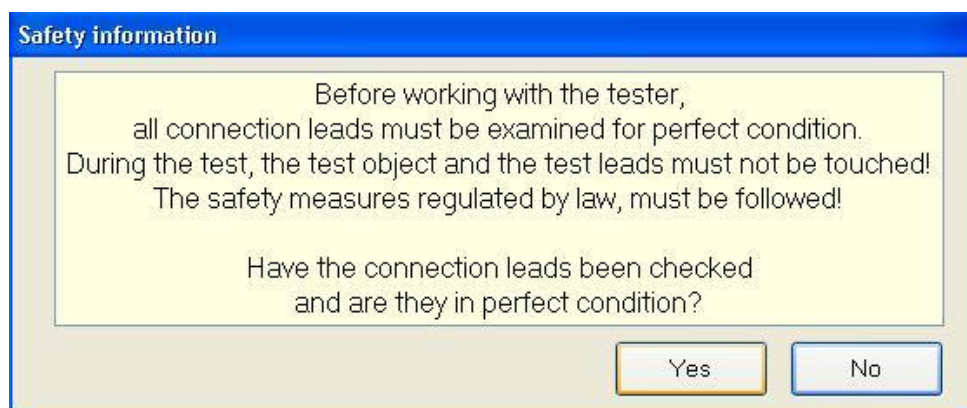 Safety information
Before working with the tester,
all connection leads must be examined for perfect condition.
During the test, the test object and the test leads must not be touched!
The safety measures regulated by law, must be followed!
Have the connection leads been checked
and are they in perfect condition?
Yes No